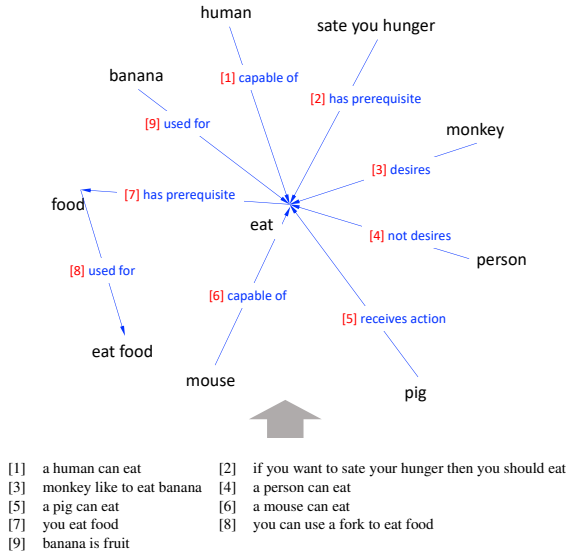 human
sate you hunger
banana
[1] capable of
[2] has prerequisite
[9] used for
monkey
[3] desires
[7] has prerequisite
food
eat
[4] not desires
person
[8] used for
[6] capable of
[5] receives action
eat food
mouse
pig
[1] a human can eat [2] if you want to sate your hunger then you should eat
[3] monkey like to eat banana [4] a person can eat
[5] a pig can eat [6] a mouse can eat
[7] you eat food [8] you can use a fork to eat food
[9] banana is fruit